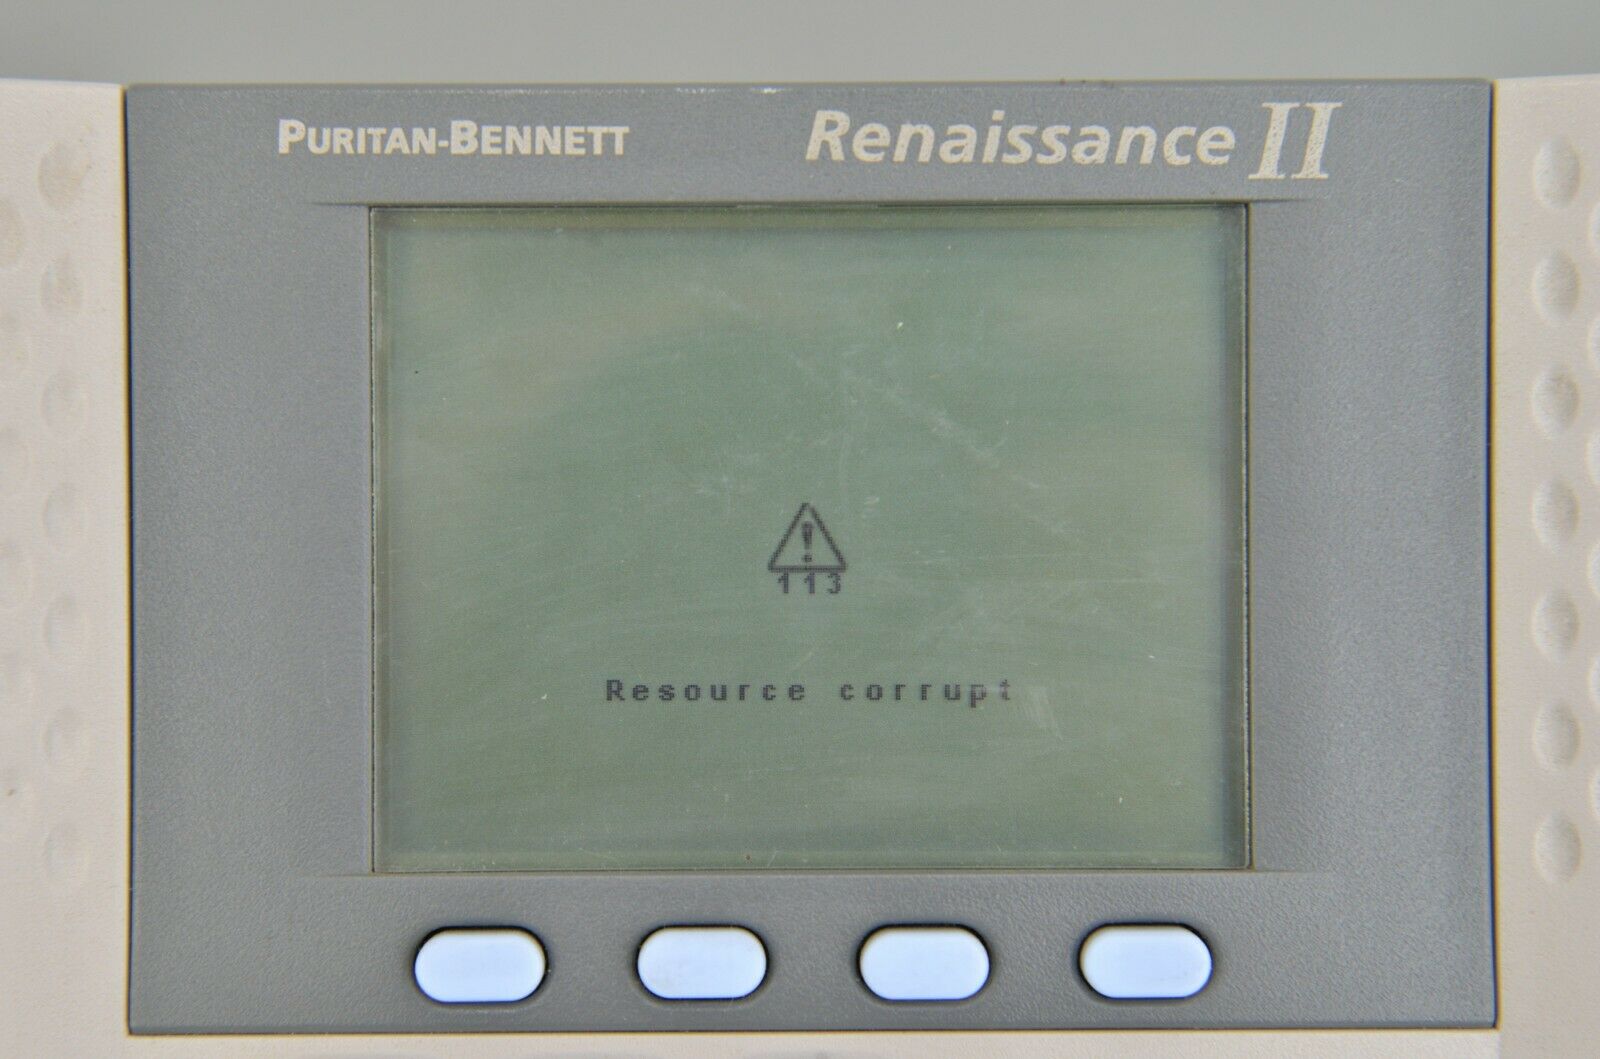 PURITAN-BENNETT Renaissance II
!
113
Resource corrupt